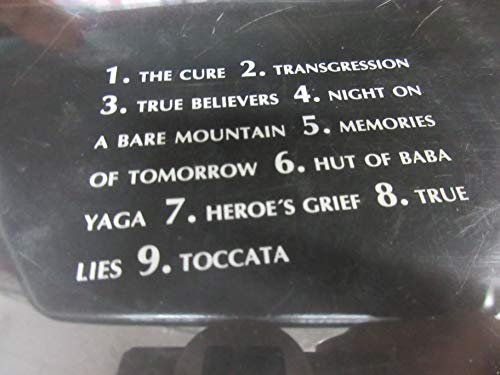 1. THE CURE 2. TRANSGRESSION
3. TRUE BELIEVERS 4. NIGHT ON
A BARE MOUNTAIN 5. MEMORIES
OF TOMORROW 6. HUT OF BABA
YAGA 7. HEROE'S GRIEF 8. TRUE
LIES 9. TOCCATA